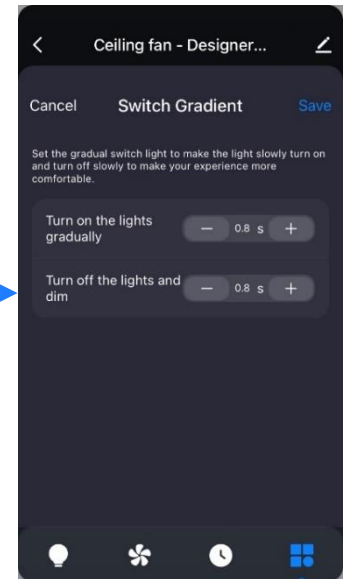 Ceiling fan - Designer...
Cancel Switch Gradient Save
Set the gradual switch light to make the light slowly turn on
and turn off slowly to make your experience more
comfortable.
Turn on the lights
gradually
— 0.8 s +
Turn off the lights and
dim
— 0.8 s +